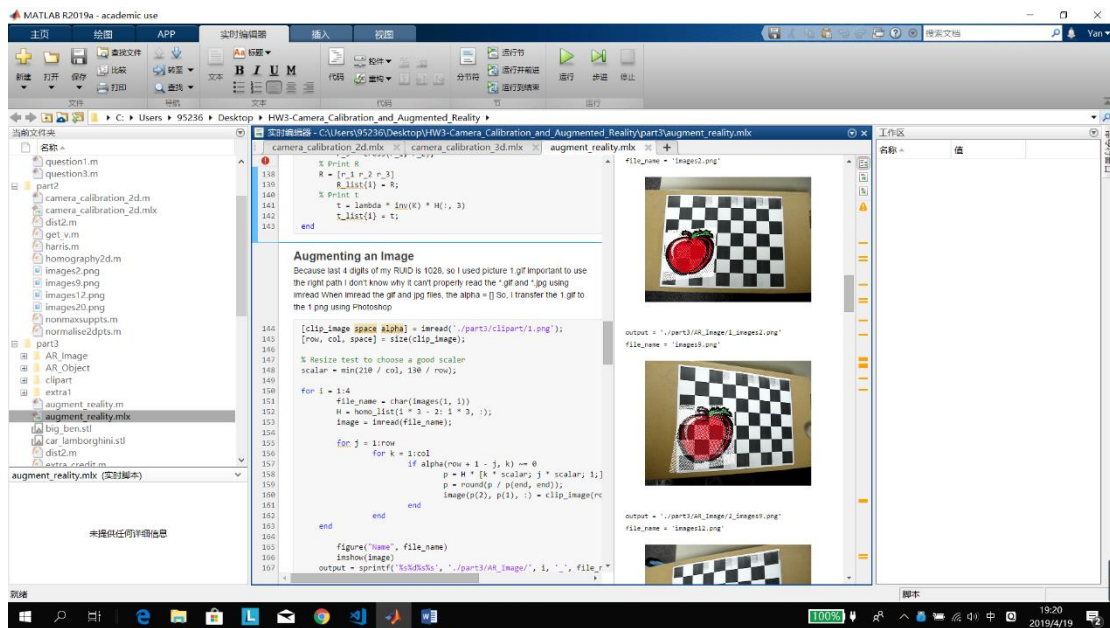 MATLAB R2019a - academic use
主页 绘图 APP 实时编辑器 插入 视图
搜索文档
Yan
新建 打开 保存 查找文件 比较 打印
转至 查找
文本 标题 B I U M
代码 控件 重构
分节符 运行节 运行并前进 运行到结束
运行 步进 停止
文件 导航 文本 代码 节 运行
C: Users 95236 Desktop HW3-Camera_Calibration_and_Augmented_Reality
当前文件夹
名称
question1.m
question3.m
part2
camera_calibration_2d.m
camera_calibration_2d.mlx
dist2.m
get_v.m
harris.m
homography2d.m
images2.png
images9.png
images12.png
images20.png
nonmaxsuppts.m
normalise2dpts.m
part3
AR_Image
AR_Object
clipart
extra1
augment_reality.m
augment_reality.mlx
big_ben.stl
car_lamborghini.stl
dist2.m
extra_credit.m
augment_reality.mlx (实时脚本)
未提供任何详细信息
实时编辑器 - C:\Users\95236\Desktop\HW3-Camera_Calibration_and_Augmented_Reality\part3\augment_reality.mlx
camera_calibration_2d.mlx camera_calibration_3d.mlx augment_reality.mlx
% Print R
138 R = [r_1 r_2 r_3]
139 R_list{i} = R;
140 % Print t
141 t = lambda * inv(K) * H(:, 3)
142 t_list{i} = t;
143 end
Augmenting an Image
Because last 4 digits of my RUID is 1028, so I used picture 1.gif important to use
the right path I don't know why it can't properly read the *.gif and *.jpg using
imread When imread the gif and jpg files, the alpha = [] So, I transfer the 1.gif to
the 1 png using Photoshop
144 [clip_image space alpha] = imread('./part3/clipart/1.png');
145 [row, col, space] = size(clip_image);
146
147 % Resize test to choose a good scaler
148 scalar = min(210 / col, 130 / row);
149
150 for i = 1:4
151 file_name = char(images(1, i))
152 H = homo_list(i * 3 - 2: i * 3, :);
153 image = imread(file_name);
154
155 for j = 1:row
156 for k = 1:col
157 if alpha(row + 1 - j, k) ~= 0
158 p = H * [k * scalar; j * scalar; 1;]
159 p = round(p / p(end, end));
160 image(p(2), p(1), :) = clip_image(ro
161 end
162 end
163 end
164
165 figure("Name", file_name)
166 imshow(image)
167 output = sprintf('%s%d%s%s', './part3/AR_Image/', i, '_', file_n
file_name = 'images2.png'
output = './part3/AR_Image/1_images2.png'
file_name = 'images9.png'
output = './part3/AR_Image/2_images9.png'
file_name = 'images12.png'
工作区
名称 值
就绪
脚本
100%
中
19:20
2019/4/19